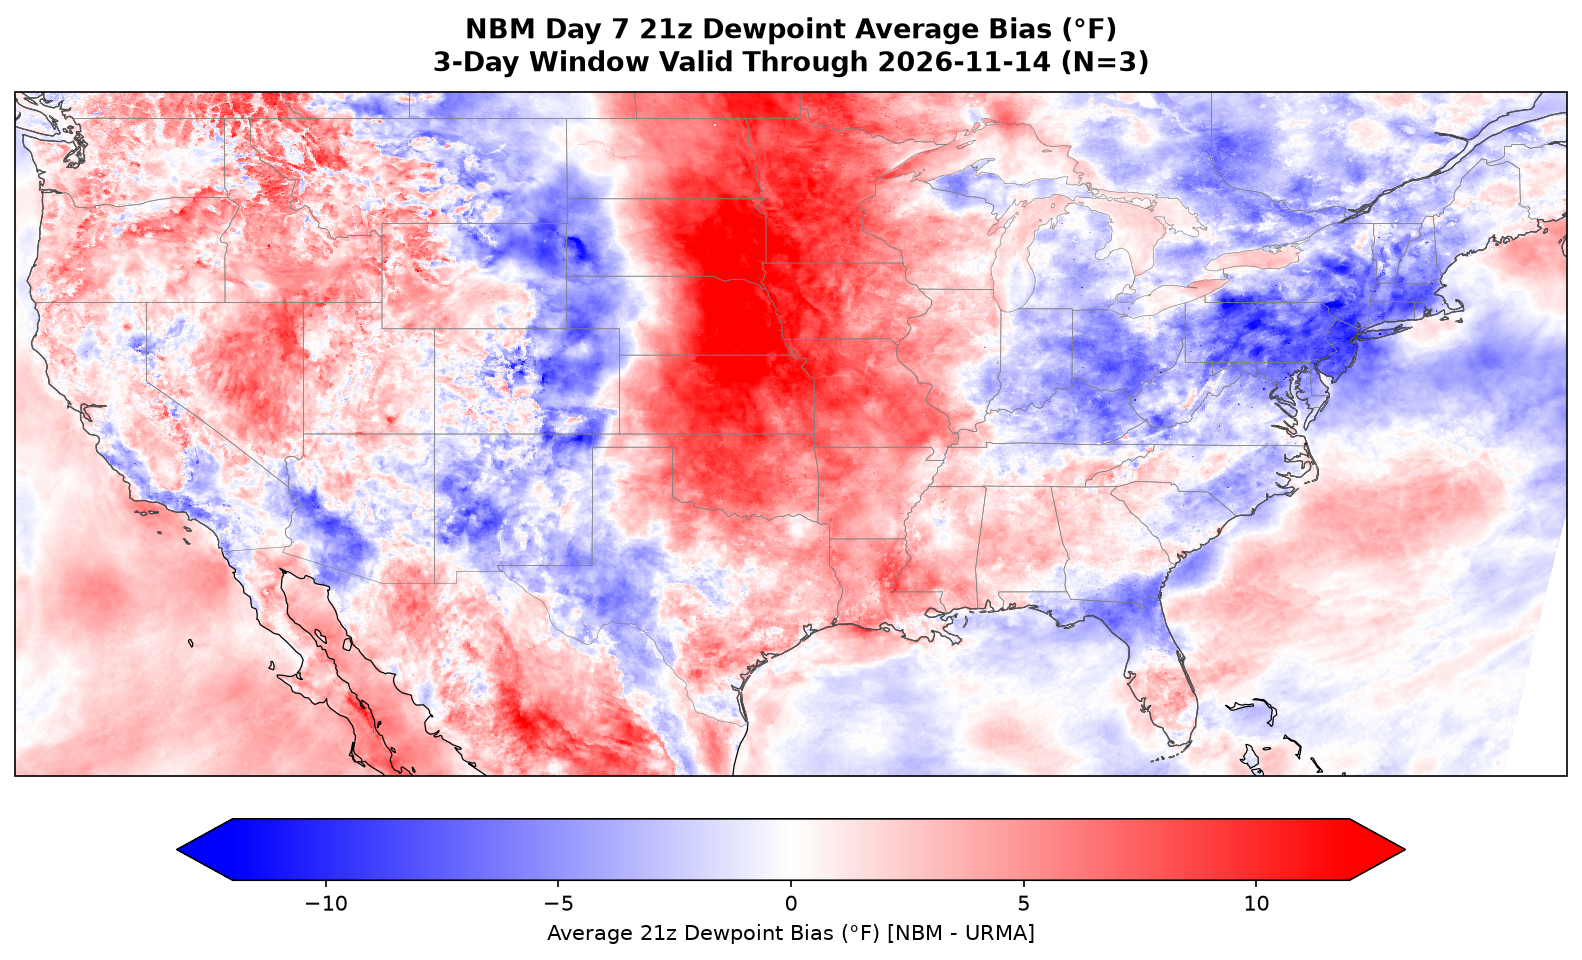 NBM Day 7 21z Dewpoint Average Bias (°F)
3-Day Window Valid Through 2026-11-14 (N=3)
−10 −5 0 5 10
Average 21z Dewpoint Bias (°F) [NBM - URMA]